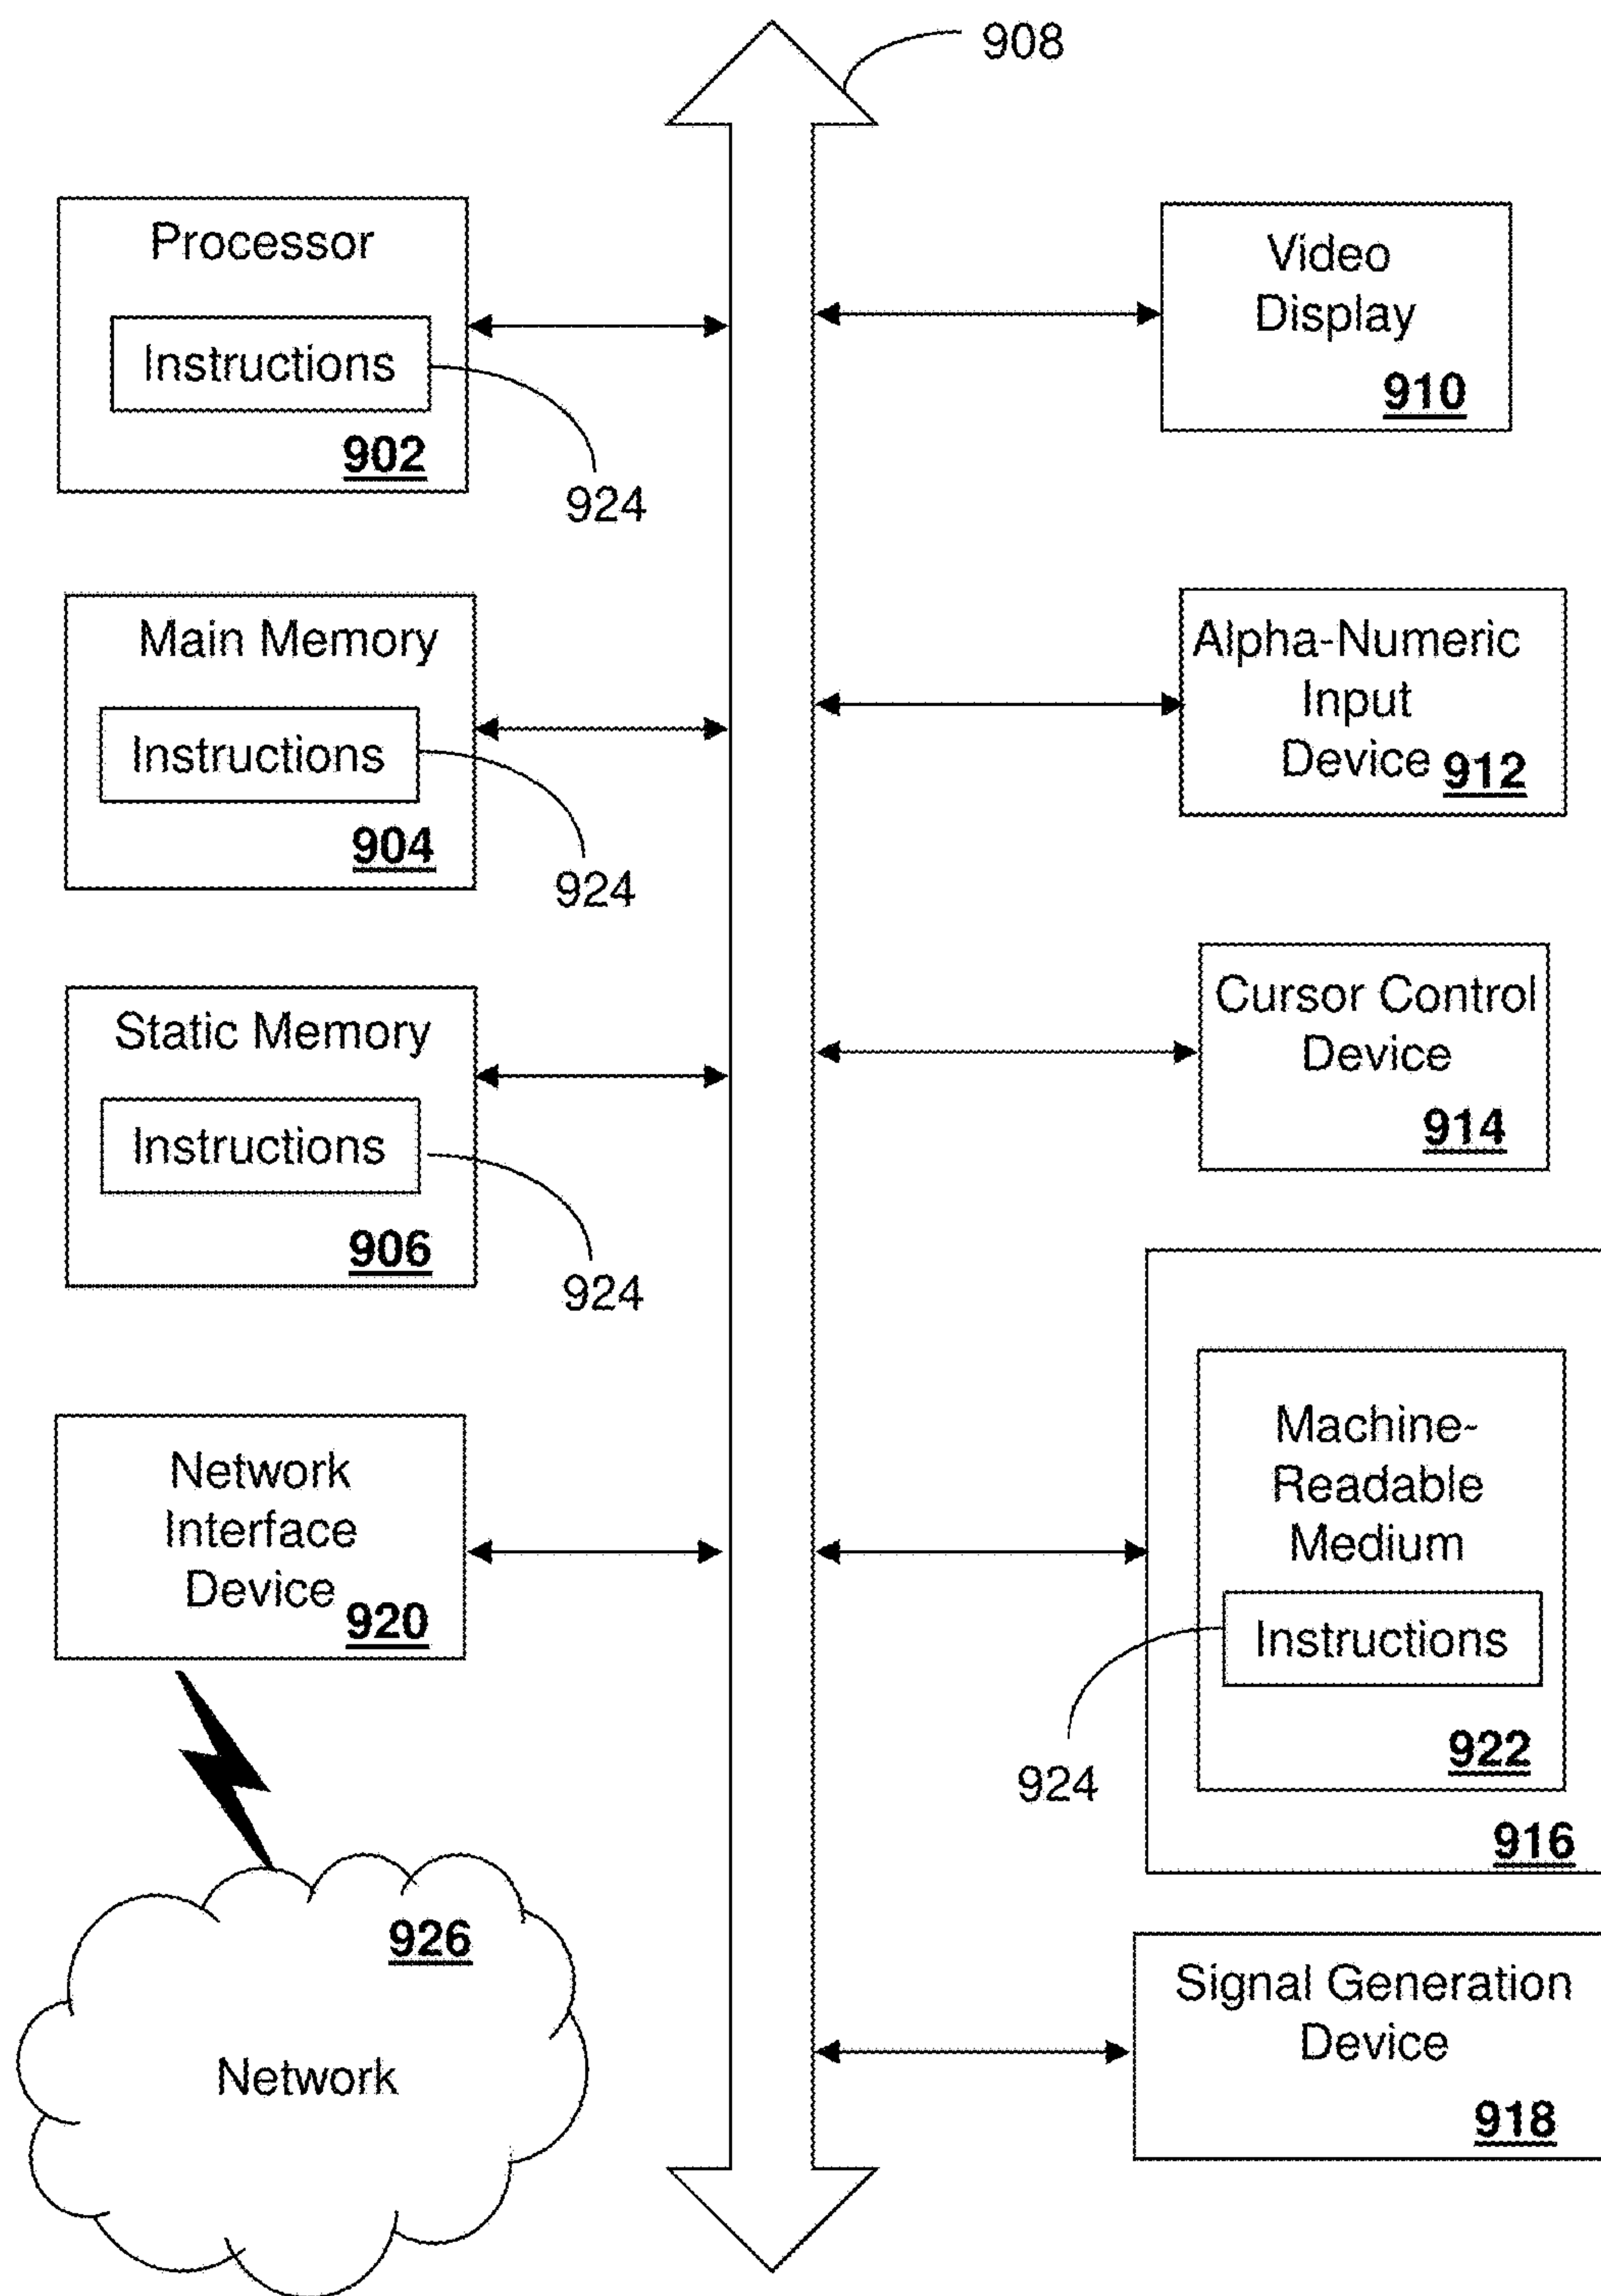 908
Processor
Instructions
902
924
Main Memory
Instructions
904
924
Static Memory
Instructions
906
924
Network
Interface
Device
920
926
Network
Video
Display
910
Alpha-Numeric
Input
Device
912
Cursor Control
Device
914
Machine-
Readable
Medium
Instructions
922
924
916
Signal Generation
Device
918